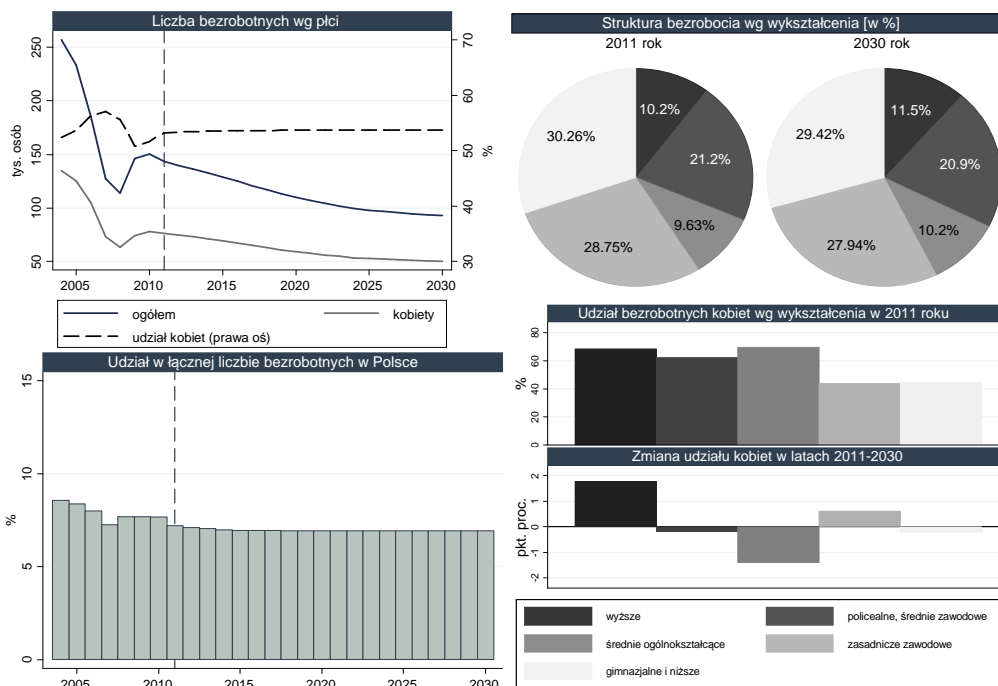 Liczba bezrobotnych wg płci
250
200
150
100
50
tys. osób
70
60
50
40
30
%
2005 2010 2015 2020 2025 2030
ogółem kobiety
udział kobiet (prawa oś)
Udział w łącznej liczbie bezrobotnych w Polsce
15
10
5
0
%
2005 2010 2015 2020 2025 2030
Struktura bezrobocia wg wykształcenia [w %]
2011 rok 2030 rok
10.2%
21.2%
9.63%
28.75%
30.26%
11.5%
20.9%
10.2%
27.94%
29.42%
Udział bezrobotnych kobiet wg wykształcenia w 2011 roku
80
60
40
20
0
%
Zmiana udziału kobiet w latach 2011-2030
2
1
0
-1
-2
pkt. proc.
wyższe policealne, średnie zawodowe
średnie ogólnokształcące zasadnicze zawodowe
gimnazjalne i niższe